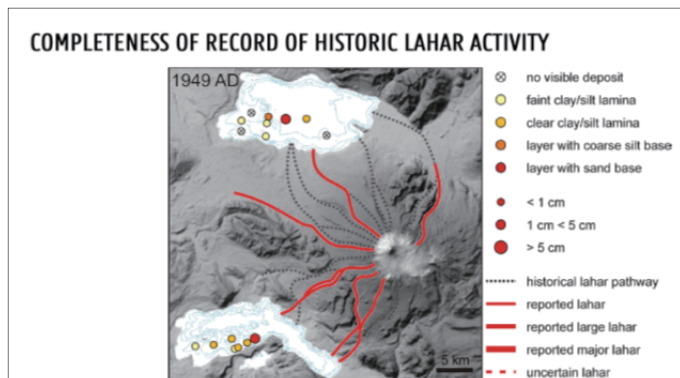 COMPLETENESS OF RECORD OF HISTORIC LAHAR ACTIVITY
1949 AD
5 km
no visible deposit
faint clay/silt lamina
clear clay/silt lamina
layer with coarse silt base
layer with sand base
< 1 cm
1 cm < 5 cm
> 5 cm
historical lahar pathway
reported lahar
reported large lahar
reported major lahar
uncertain lahar